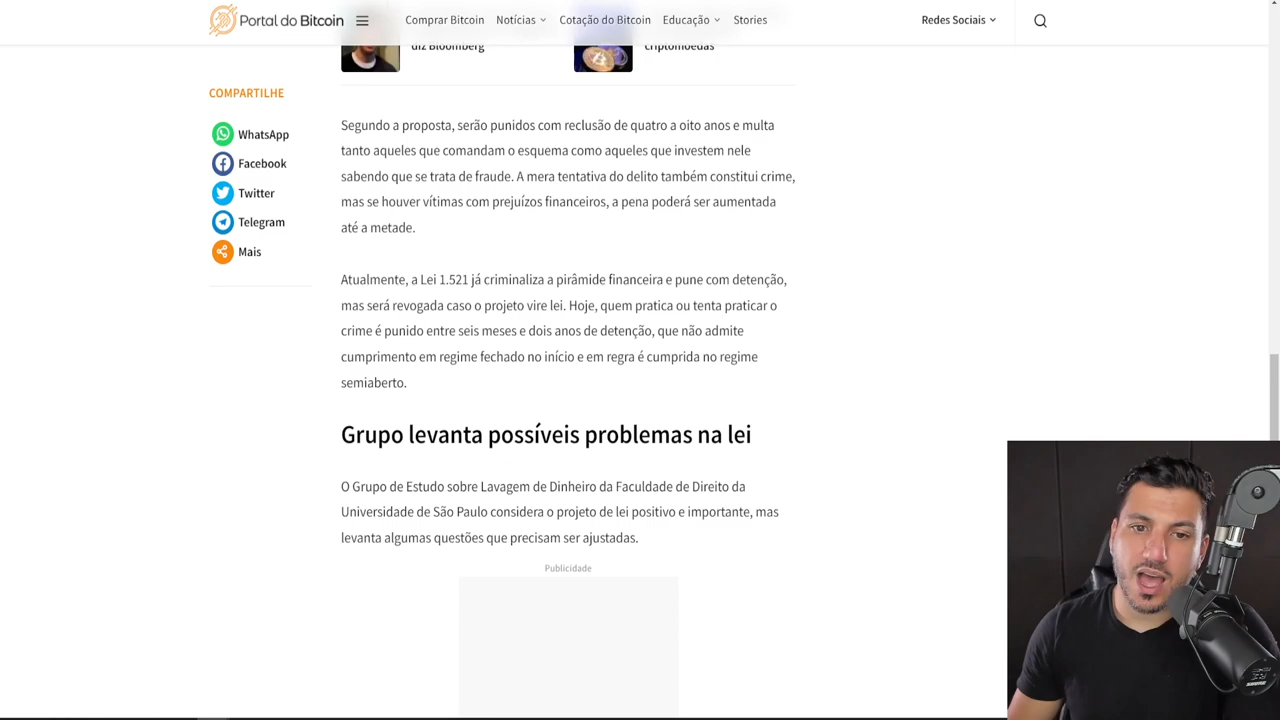 Portal do Bitcoin
Comprar Bitcoin
Notícias
Cotação do Bitcoin
Educação
Stories
Redes Sociais
diz Bloomberg
criptomoedas
COMPARTILHE
WhatsApp
Facebook
Twitter
Telegram
Mais
Segundo a proposta, serão punidos com reclusão de quatro a oito anos e multa
tanto aqueles que comandam o esquema como aqueles que investem nele
sabendo que se trata de fraude. A mera tentativa do delito também constitui crime,
mas se houver vítimas com prejuízos financeiros, a pena poderá ser aumentada
até a metade.
Atualmente, a Lei 1.521 já criminaliza a pirâmide financeira e pune com detenção,
mas será revogada caso o projeto vire lei. Hoje, quem pratica ou tenta praticar o
crime é punido entre seis meses e dois anos de detenção, que não admite
cumprimento em regime fechado no início e em regra é cumprida no regime
semiaberto.
Grupo levanta possíveis problemas na lei
O Grupo de Estudo sobre Lavagem de Dinheiro da Faculdade de Direito da
Universidade de São Paulo considera o projeto de lei positivo e importante, mas
levanta algumas questões que precisam ser ajustadas.
Publicidade